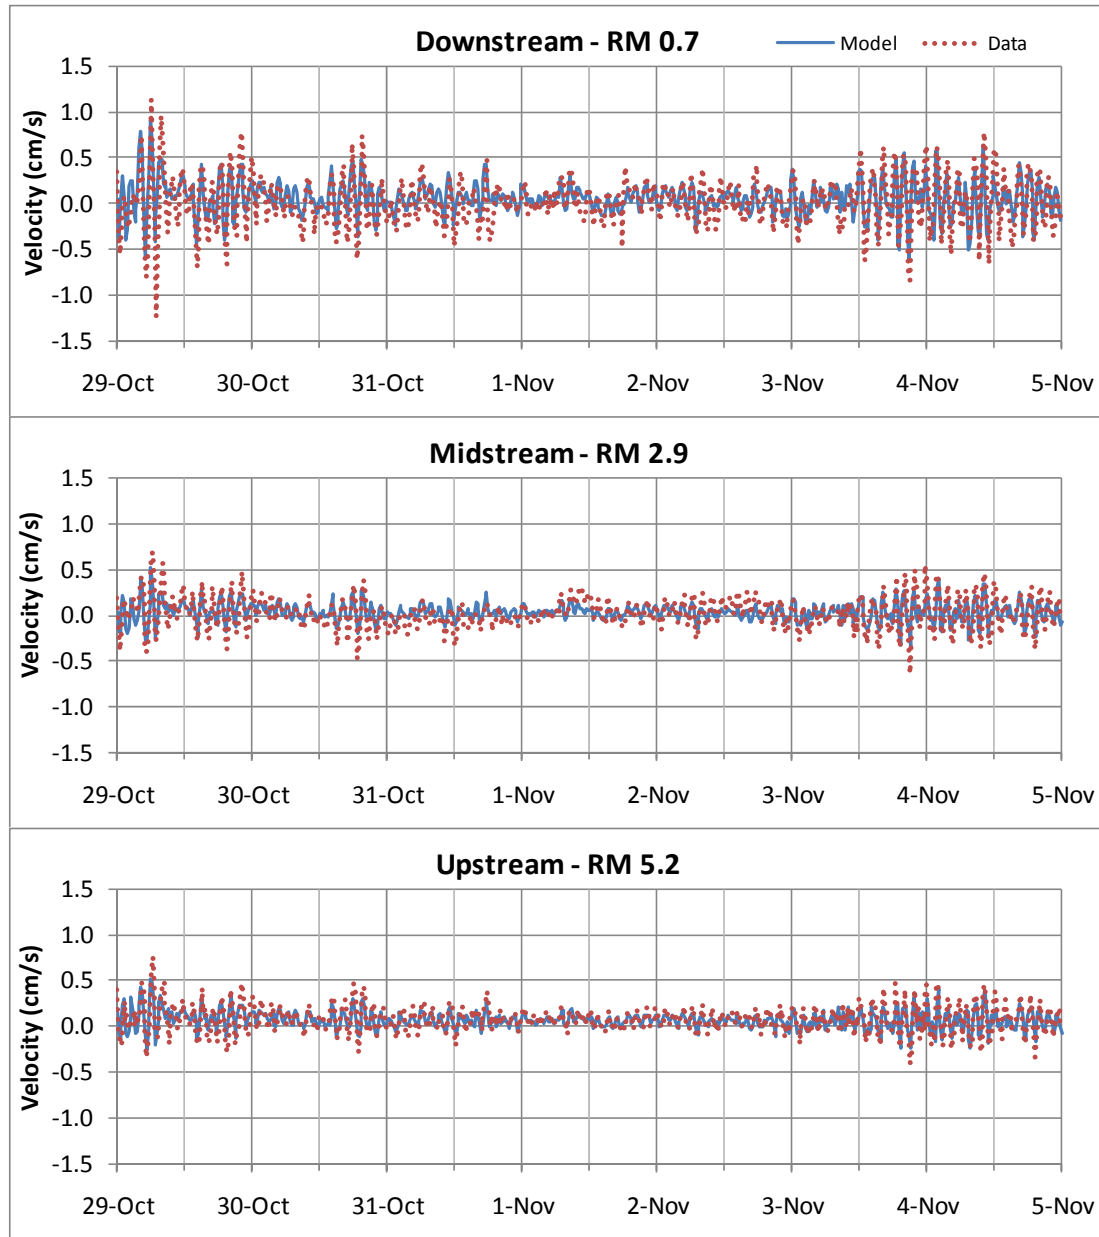 Downstream - RM 0.7
Model
Data
Velocity (cm/s)
1.5
1.0
0.5
0.0
-0.5
-1.0
-1.5
29-Oct 30-Oct 31-Oct 1-Nov 2-Nov 3-Nov 4-Nov 5-Nov
Midstream - RM 2.9
Velocity (cm/s)
1.5
1.0
0.5
0.0
-0.5
-1.0
-1.5
29-Oct 30-Oct 31-Oct 1-Nov 2-Nov 3-Nov 4-Nov 5-Nov
Upstream - RM 5.2
Velocity (cm/s)
1.5
1.0
0.5
0.0
-0.5
-1.0
-1.5
29-Oct 30-Oct 31-Oct 1-Nov 2-Nov 3-Nov 4-Nov 5-Nov